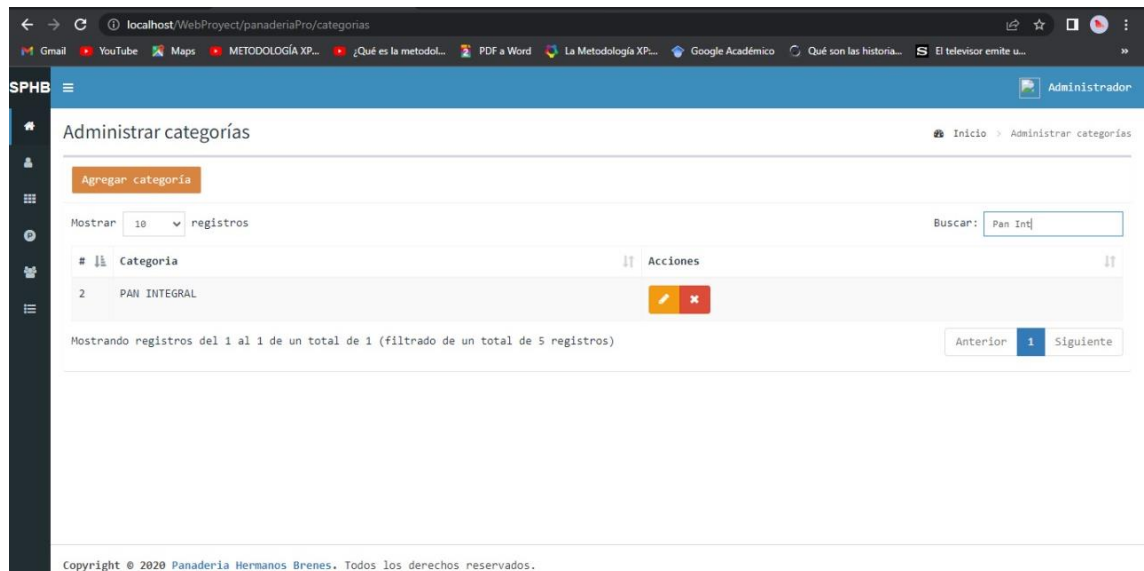 localhost/WebProyect/panaderiaPro/categorias
Gmail YouTube Maps METODOLOGÍA XP... ¿Qué es la metodol... PDF a Word La Metodología XP:... Google Académico Qué son las historia... El televisor emite u... »
SPHB Administrador
Administrar categorías Inicio > Administrar categorías
Agregar categoría
Mostrar 10 registros Buscar: Pan Int
# Categoria Acciones
2 PAN INTEGRAL
Mostrando registros del 1 al 1 de un total de 1 (filtrado de un total de 5 registros) Anterior 1 Siguiente
Copyright © 2020 Panaderia Hermanos Brenes. Todos los derechos reservados.